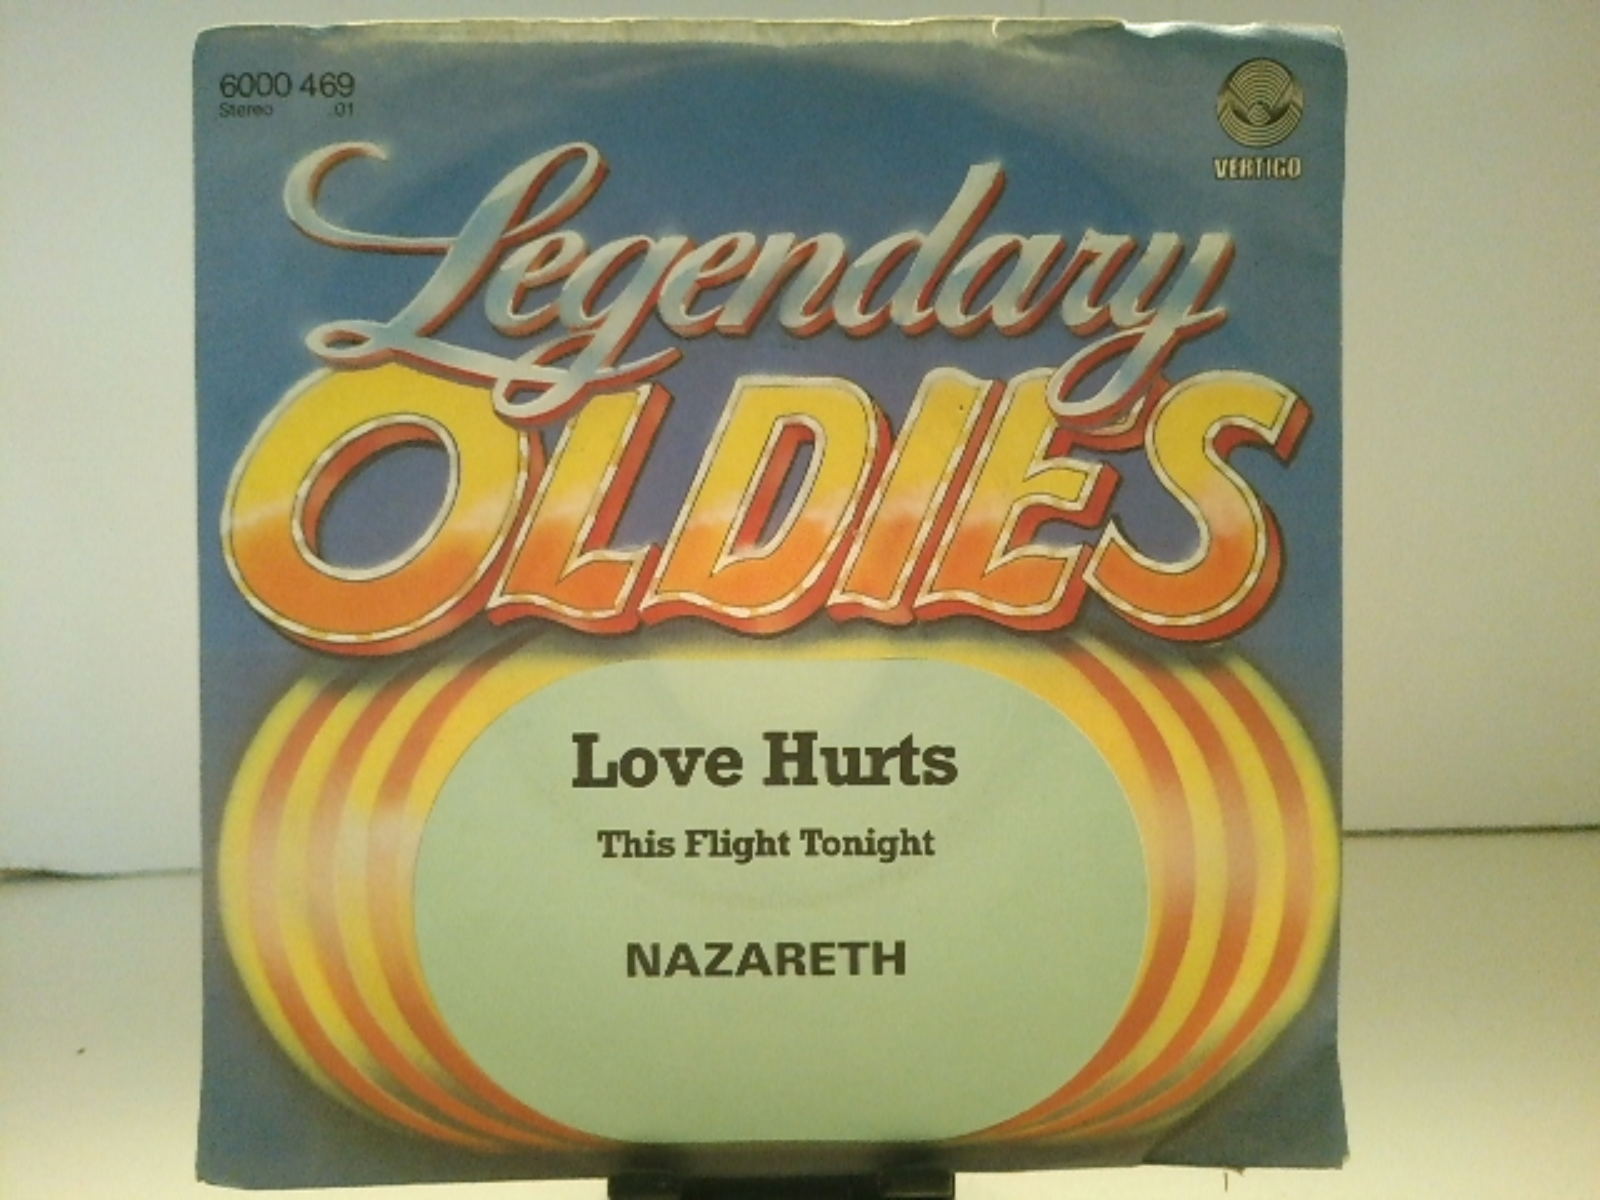 6000 469
Stereo .01
VERTIGO
Legendary
OLDIES
Love Hurts
This Flight Tonight
NAZARETH